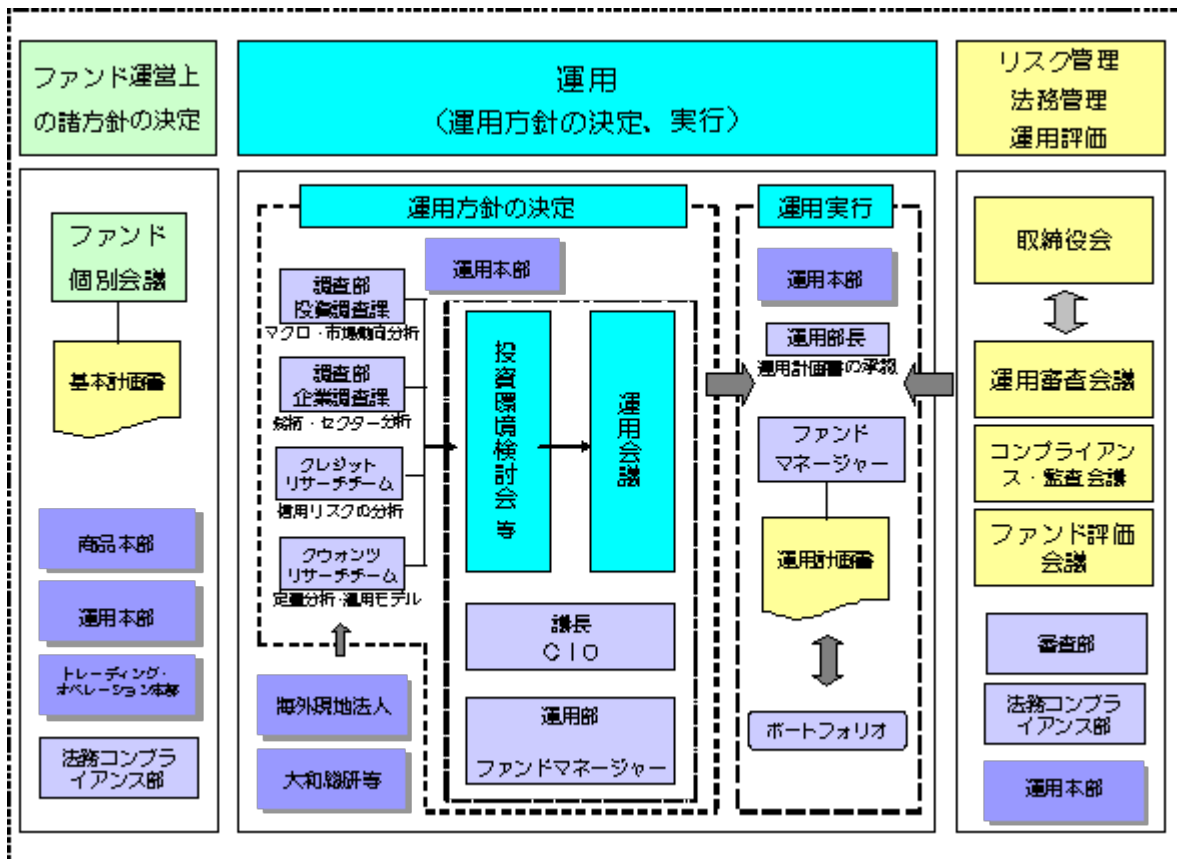 ファンド運営上
の諸方針の決定
ファンド
個別会議
基本計画書
商品本部
運用本部
トレーディング・
オペレーション本部
法務コンプラ
イアンス部
運用
(運用方針の決定、実行)
運用方針の決定
運用本部
調査部
投資調査課
マクロ・市場動向分析
調査部
企業調査課
銘柄・セクター分析
クレジット
リサーチチーム
信用リスクの分析
クウォンツ
リサーチチーム
定量分析・運用モデル
海外現地法人
大和総研等
投資環境検討会 等
運用会議
議長
CIO
運用部
ファンドマネージャー
運用実行
運用本部
運用部長
運用計画書の承認
ファンド
マネージャー
運用計画書
ポートフォリオ
リスク管理
法務管理
運用評価
取締役会
運用審査会議
コンプライアン
ス・監査会議
ファンド評価
会議
審査部
法務コンプラ
イアンス部
運用本部